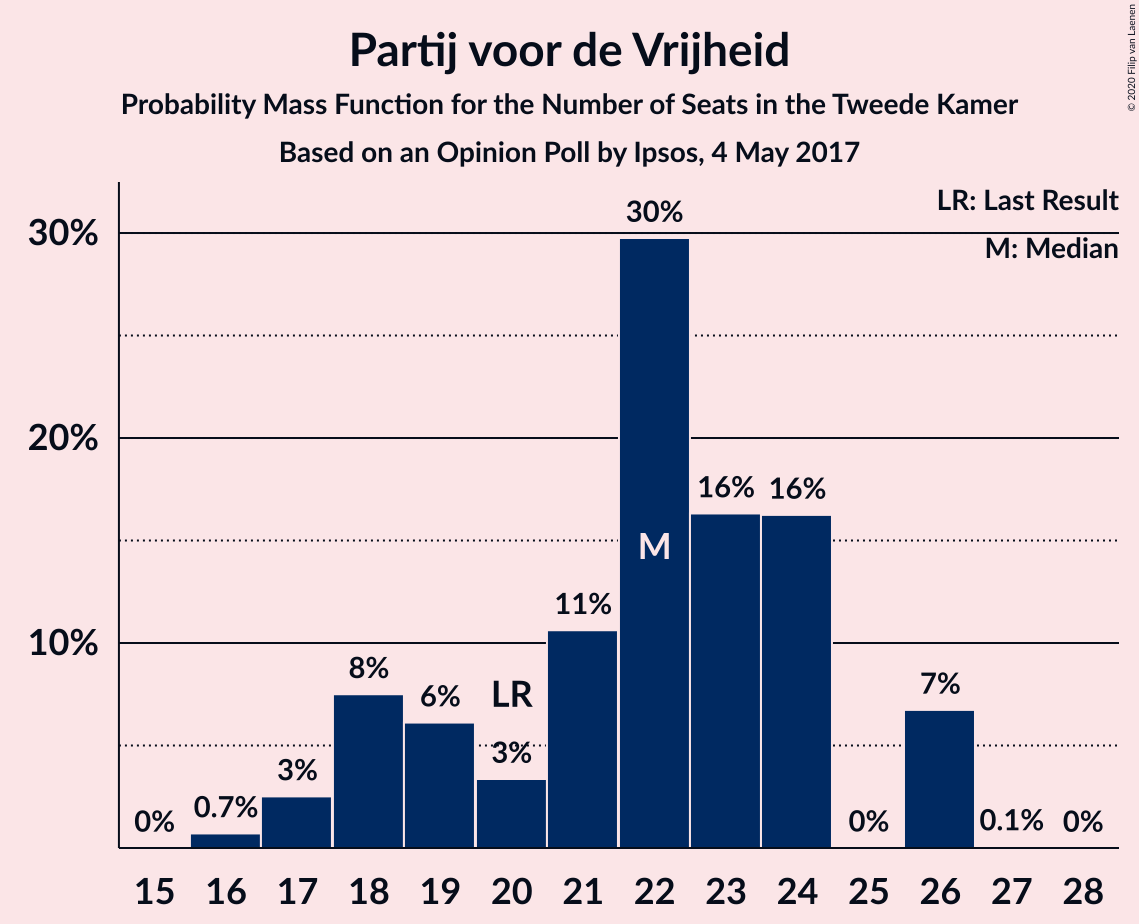 Partij voor de Vrijheid
Probability Mass Function for the Number of Seats in the Tweede Kamer
Based on an Opinion Poll by Ipsos, 4 May 2017
© 2020 Filip van Laenen
LR: Last Result
M: Median
30%
20%
10%
0%
0.7%
3%
8%
6%
LR
3%
11%
30%
M
16%
16%
0%
7%
0.1%
0%
15 16 17 18 19 20 21 22 23 24 25 26 27 28